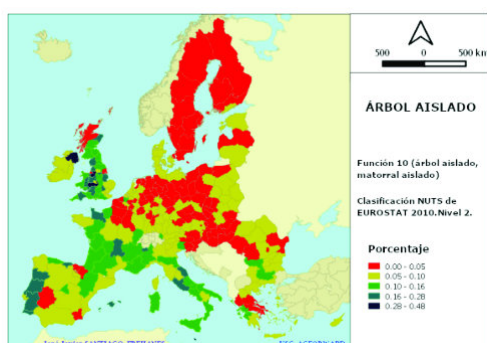 500 0 500 km
ÁRBOL AISLADO
Función 10 (árbol aislado,
matorral aislado)
Clasificación NUTS de
EUROSTAT 2010.Nivel 2.
Porcentaje
0.00 - 0.05
0.05 - 0.10
0.10 - 0.16
0.16 - 0.28
0.28 - 0.48